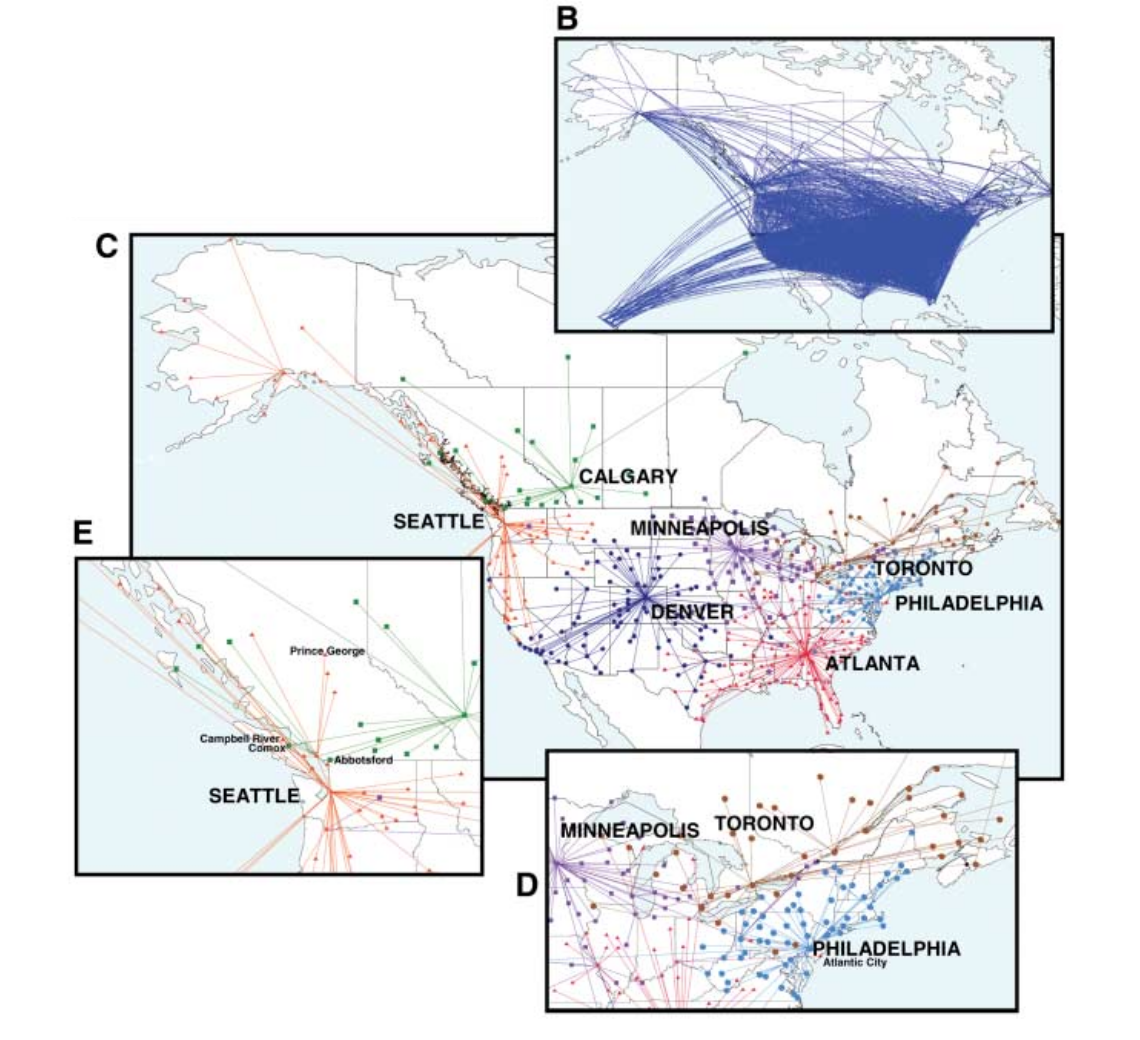 B
C
CALGARY
SEATTLE
MINNEAPOLIS
TORONTO
PHILADELPHIA
DENVER
ATLANTA
E
Prince George
Campbell River
Comox
Abbotsford
SEATTLE
D
MINNEAPOLIS
TORONTO
PHILADELPHIA
Atlantic City